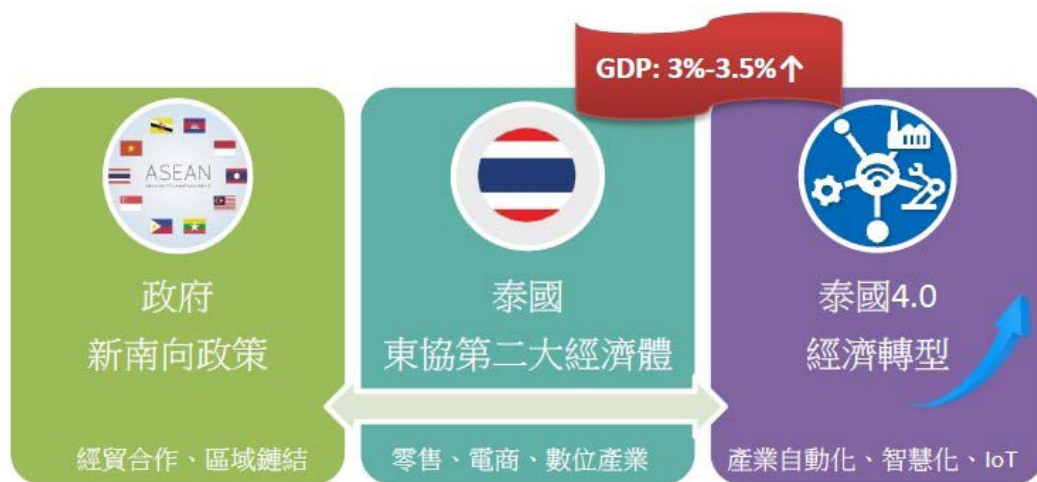 GDP: 3%-3.5%↑
ASEAN
政府
新南向政策
經貿合作、區域鏈結
泰國
東協第二大經濟體
零售、電商、數位產業
泰國4.0
經濟轉型
產業自動化、智慧化、IoT